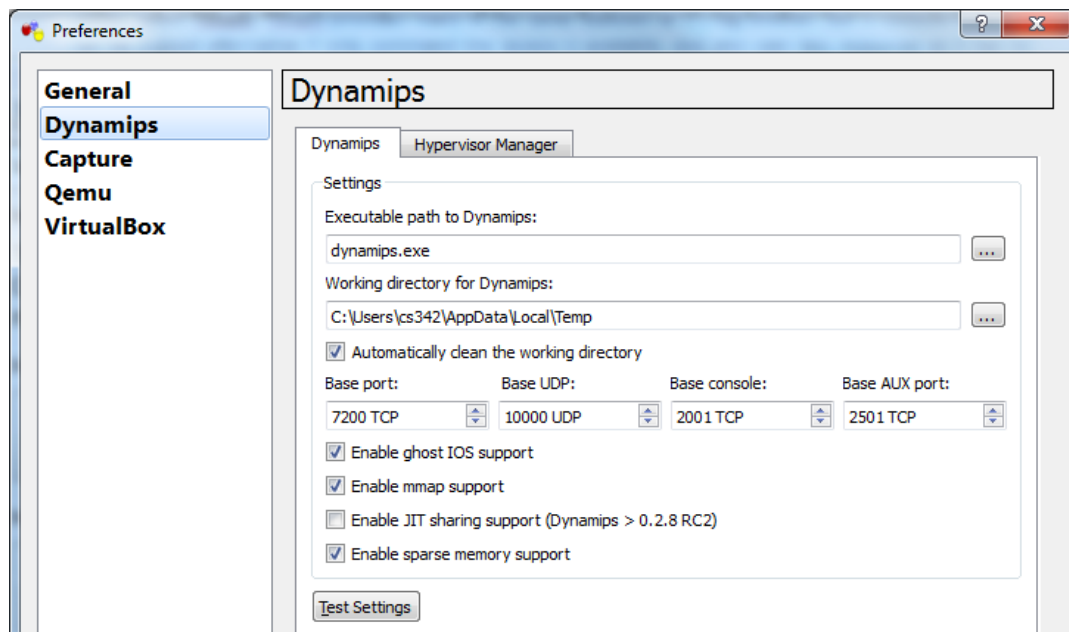 Preferences
General
Dynamips
Capture
Qemu
VirtualBox
Dynamips
Dynamips Hypervisor Manager
Settings
Executable path to Dynamips:
dynamips.exe
...
Working directory for Dynamips:
C:\Users\cs342\AppData\Local\Temp
...
Automatically clean the working directory
Base port: Base UDP: Base console: Base AUX port:
7200 TCP 10000 UDP 2001 TCP 2501 TCP
Enable ghost IOS support
Enable mmap support
Enable JIT sharing support (Dynamips > 0.2.8 RC2)
Enable sparse memory support
Test Settings